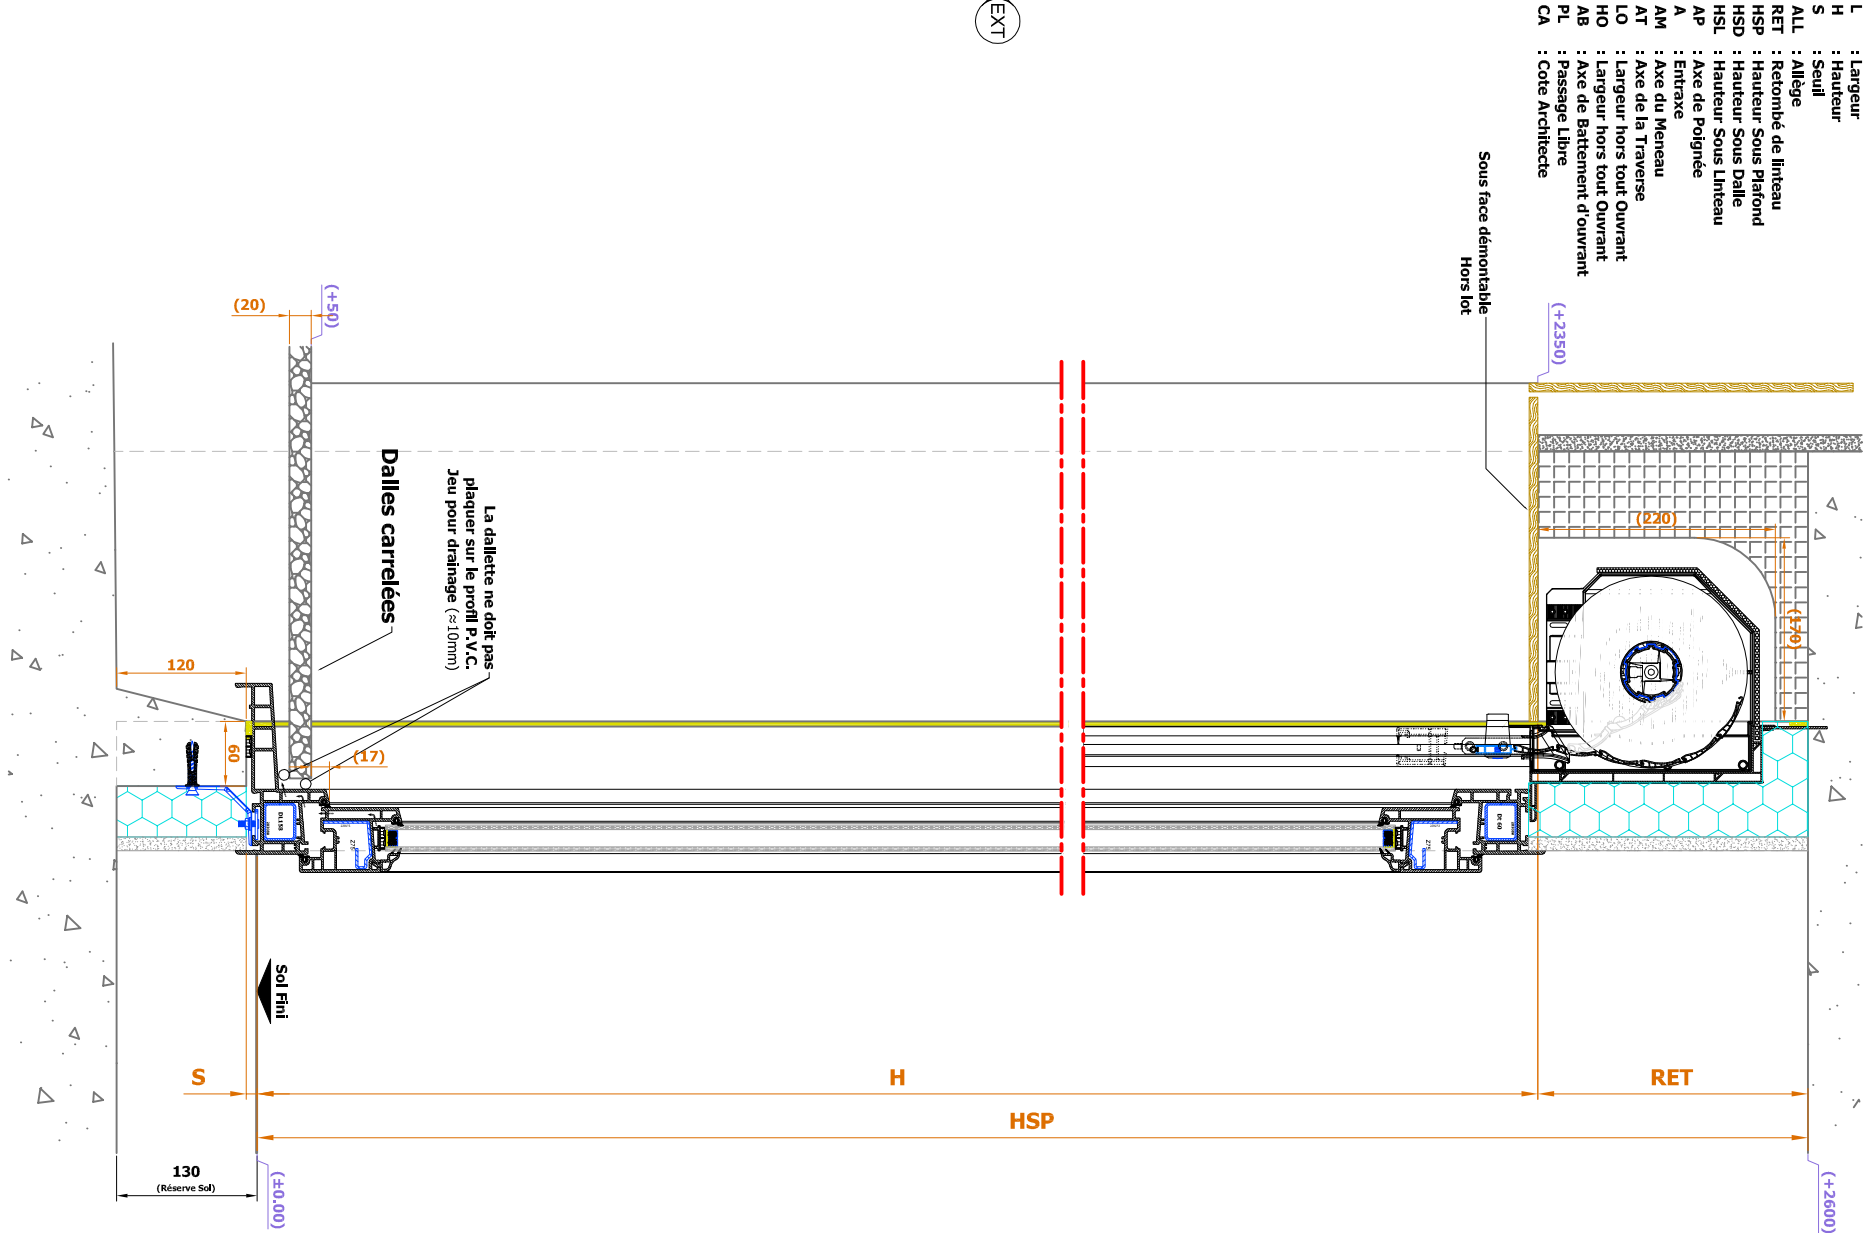 L : Largeur
H : Hauteur
S : Seuil
ALL : Allège
RET : Retombé de linteau
HSP : Hauteur Sous Plafond
HSD : Hauteur Sous Dalle
HSL : Hauteur Sous Linteau
AP : Axe de Poignée
A : Entraxe
AM : Axe du Meneau
AT : Axe de la Traverse
LO : Largeur hors tout Ouvrant
HO : Largeur hors tout Ouvrant
AB : Axe de Battement d'ouvrant
PL : Passage Libre
CA : Cote Architecte
EXT
Sous face démontable
Hors lot
(+2350)
(+50)
(20)
(220)
(170)
Dalles carrelées
La dallette ne doit pas
plaquer sur le profil P.V.C.
Jeu pour drainage (≈10mm)
120
60
(17)
DL158
DL60
276
276
Sol Fini
S
H
RET
HSP
130
(Réserve Sol)
(±0.00)
(+2600)